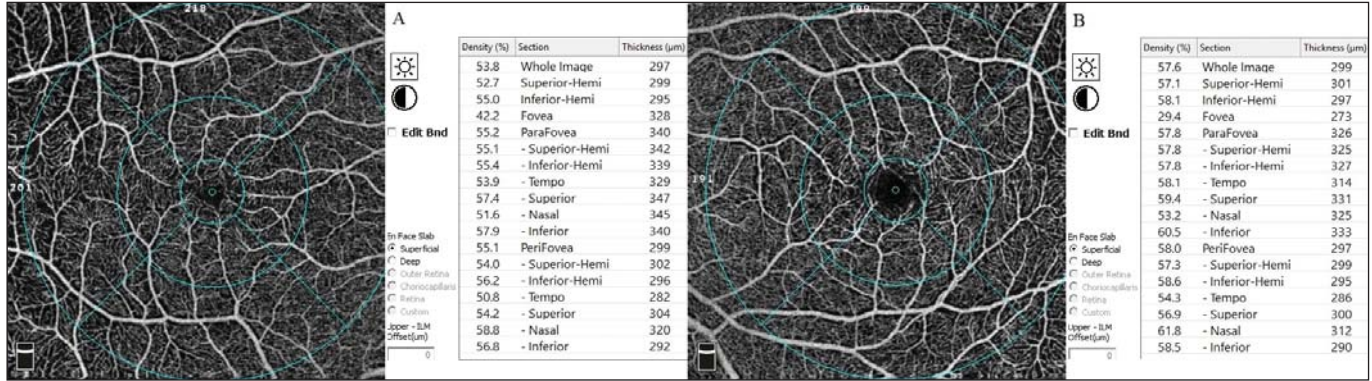 218
A
Density (%) Section Thickness (μm)
53.8 Whole Image 297
52.7 Superior-Hemi 299
55.0 Inferior-Hemi 295
42.2 Fovea 328
55.2 ParaFovea 340
55.1 - Superior-Hemi 342
55.4 - Inferior-Hemi 339
53.9 - Tempo 329
57.4 - Superior 347
51.6 - Nasal 345
57.9 - Inferior 340
55.1 PeriFovea 299
54.0 - Superior-Hemi 302
56.2 - Inferior-Hemi 296
50.8 - Tempo 282
54.2 - Superior 304
58.8 - Nasal 320
56.8 - Inferior 292
Edit Bnd
201
En Face Slab
Superficial
Deep
Outer Retina
Choriocapillaris
Retina
Custom
Upper - ILM
Offset(um)
0
B
Density (%) Section Thickness (μm)
57.6 Whole Image 299
57.1 Superior-Hemi 301
58.1 Inferior-Hemi 297
29.4 Fovea 273
57.8 ParaFovea 326
57.8 - Superior-Hemi 325
57.8 - Inferior-Hemi 327
58.1 - Tempo 314
59.4 - Superior 331
53.2 - Nasal 325
60.5 - Inferior 333
58.0 PeriFovea 297
57.3 - Superior-Hemi 299
58.6 - Inferior-Hemi 295
54.3 - Tempo 286
56.9 - Superior 300
61.8 - Nasal 312
58.5 - Inferior 290
Edit Bnd
191
En Face Slab
Superficial
Deep
Outer Retina
Choriocapillaris
Retina
Custom
Upper - ILM
Offset(um)
0